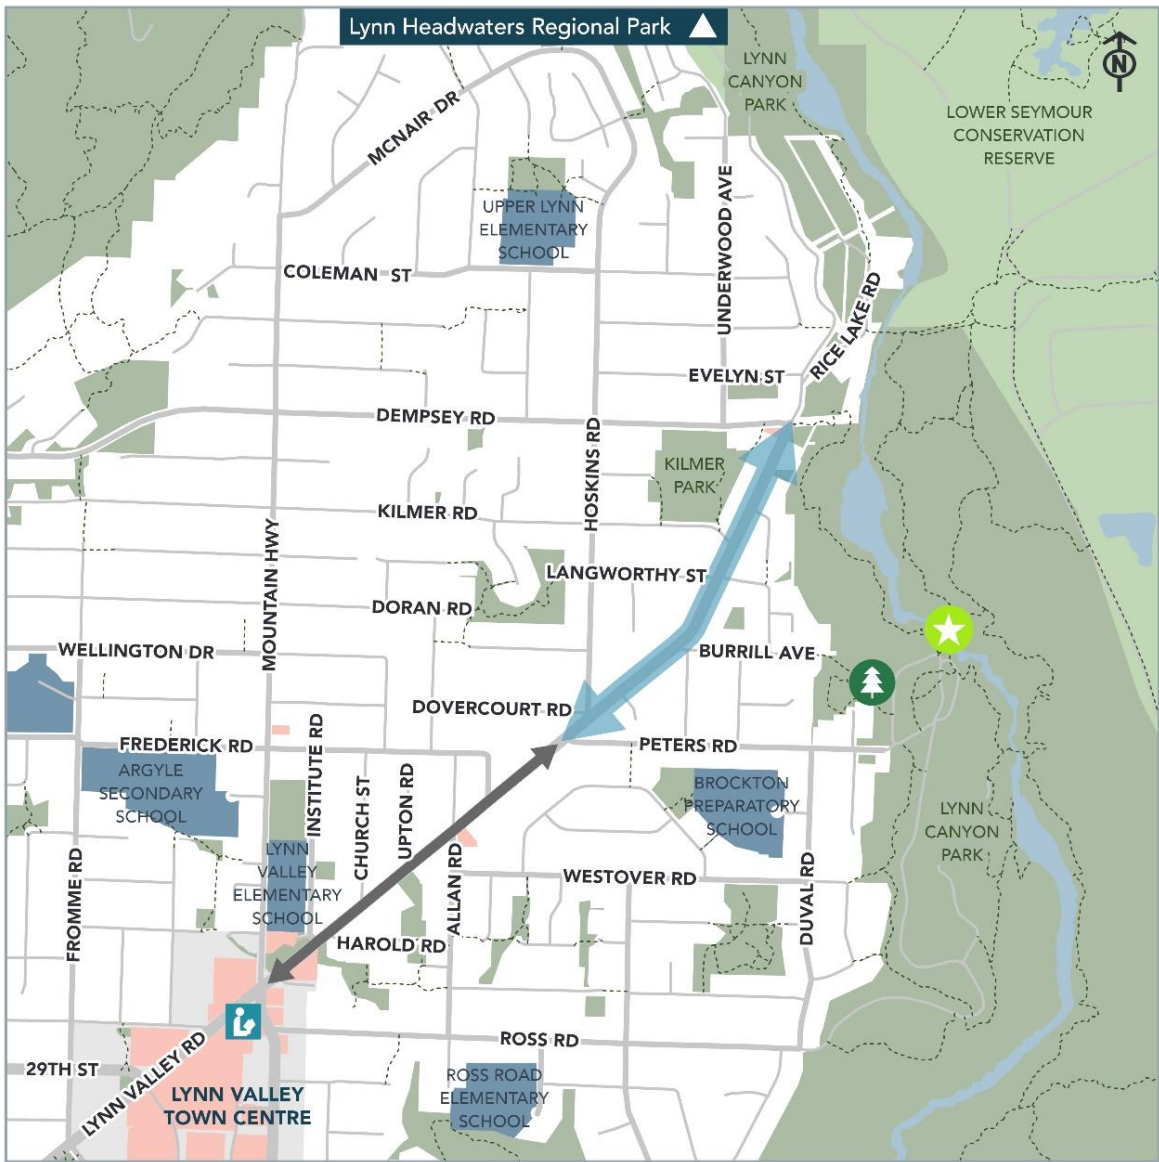 Lynn Headwaters Regional Park
N
LYNN
CANYON
PARK
LOWER SEYMOUR
CONSERVATION
RESERVE
MCNAIR DR
UPPER LYNN
ELEMENTARY
SCHOOL
UNDERWOOD AVE
COLEMAN ST
RICE LAKE RD
EVELYN ST
DEMPSEY RD
HOSKINS RD
KILMER
PARK
KILMER RD
MOUNTAIN HWY
LANGWORTHY ST
DORAN RD
WELLINGTON DR
BURRILL AVE
DOVERCOURT RD
FREDERICK RD
PETERS RD
ARGYLE
SECONDARY
SCHOOL
INSTITUTE RD
CHURCH ST
UPTON RD
BROCKTON
PREPARATORY
SCHOOL
LYNN
CANYON
PARK
LYNN
VALLEY
ELEMENTARY
SCHOOL
ALLAN RD
WESTOVER RD
DUVAL RD
FROMME RD
HAROLD RD
ROSS RD
29TH ST
LYNN VALLEY RD
LYNN VALLEY
TOWN CENTRE
ROSS ROAD
ELEMENTARY
SCHOOL